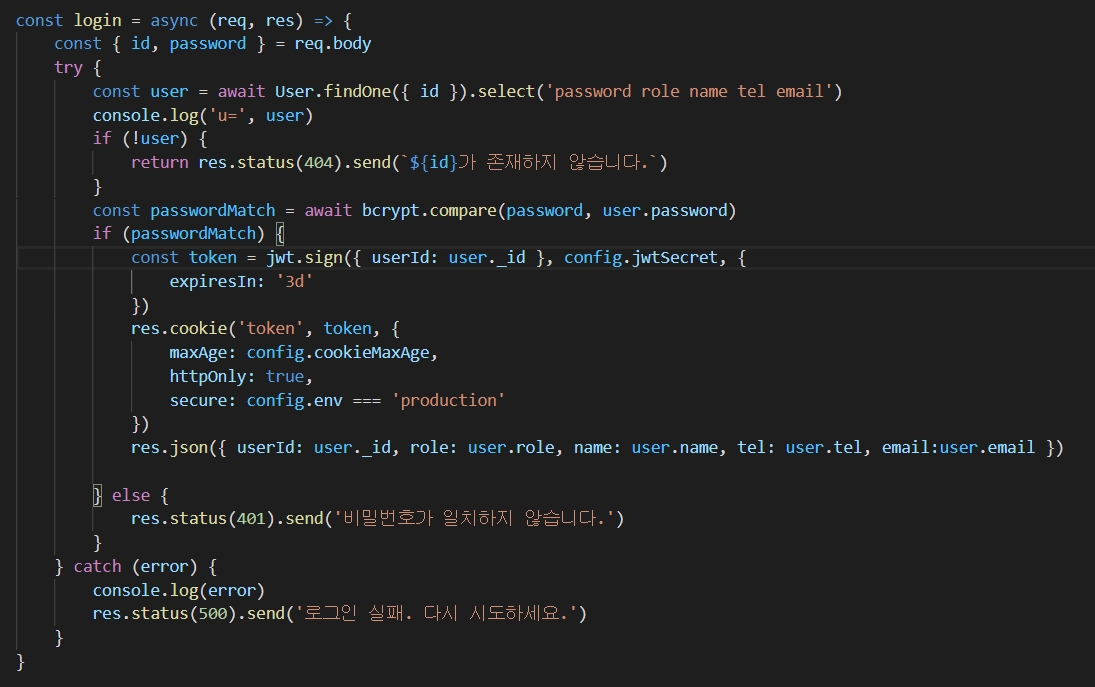 const login = async (req, res) => {
    const { id, password } = req.body
    try {
        const user = await User.findOne({ id }).select('password role name tel email')
        console.log('u=', user)
        if (!user) {
            return res.status(404).send(`${id}가 존재하지 않습니다.`)
        }
        const passwordMatch = await bcrypt.compare(password, user.password)
        if (passwordMatch) {
            const token = jwt.sign({ userId: user._id }, config.jwtSecret, {
                expiresIn: '3d'
            })
            res.cookie('token', token, {
                maxAge: config.cookieMaxAge,
                httpOnly: true,
                secure: config.env === 'production'
            })
            res.json({ userId: user._id, role: user.role, name: user.name, tel: user.tel, email:user.email })

        } else {
            res.status(401).send('비밀번호가 일치하지 않습니다.')
        }
    } catch (error) {
        console.log(error)
        res.status(500).send('로그인 실패. 다시 시도하세요.')
    }
}